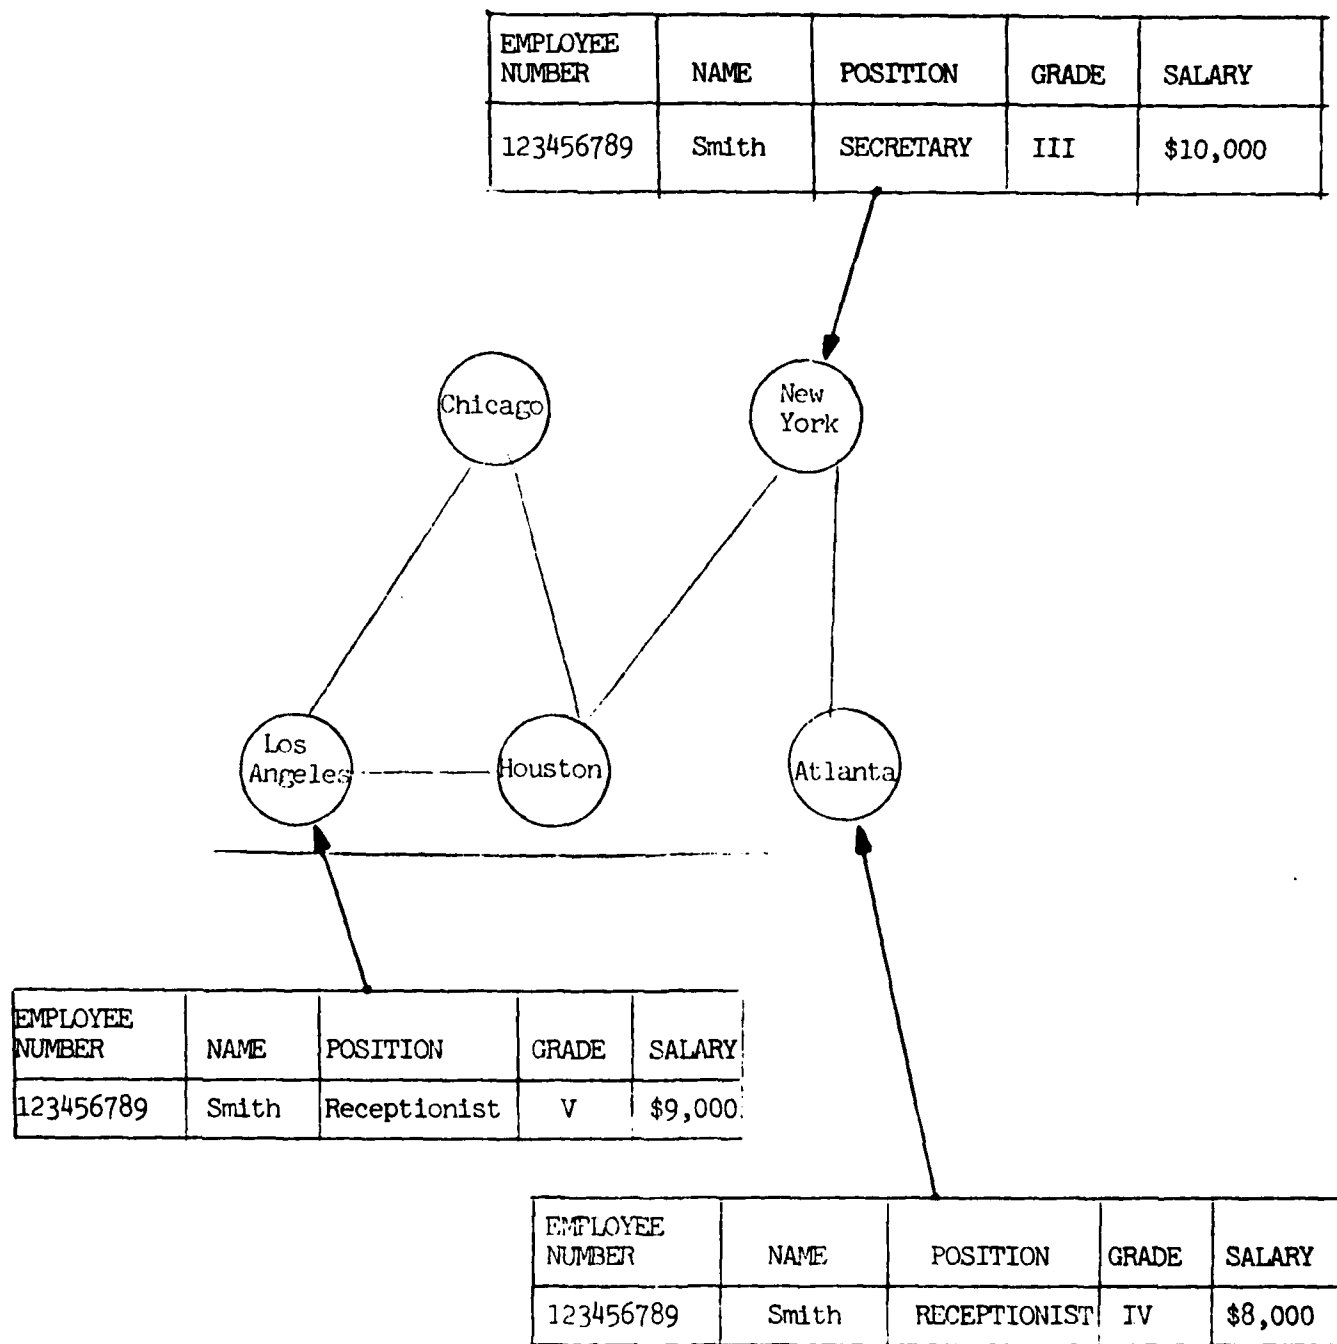 EMPLOYEE
NUMBER NAME POSITION GRADE SALARY
123456789 Smith SECRETARY III $10,000
Chicago
New
York
Los
Angeles
Houston
Atlanta
EMPLOYEE
NUMBER NAME POSITION GRADE SALARY
123456789 Smith Receptionist V $9,000
EMPLOYEE
NUMBER NAME POSITION GRADE SALARY
123456789 Smith RECEPTIONIST IV $8,000